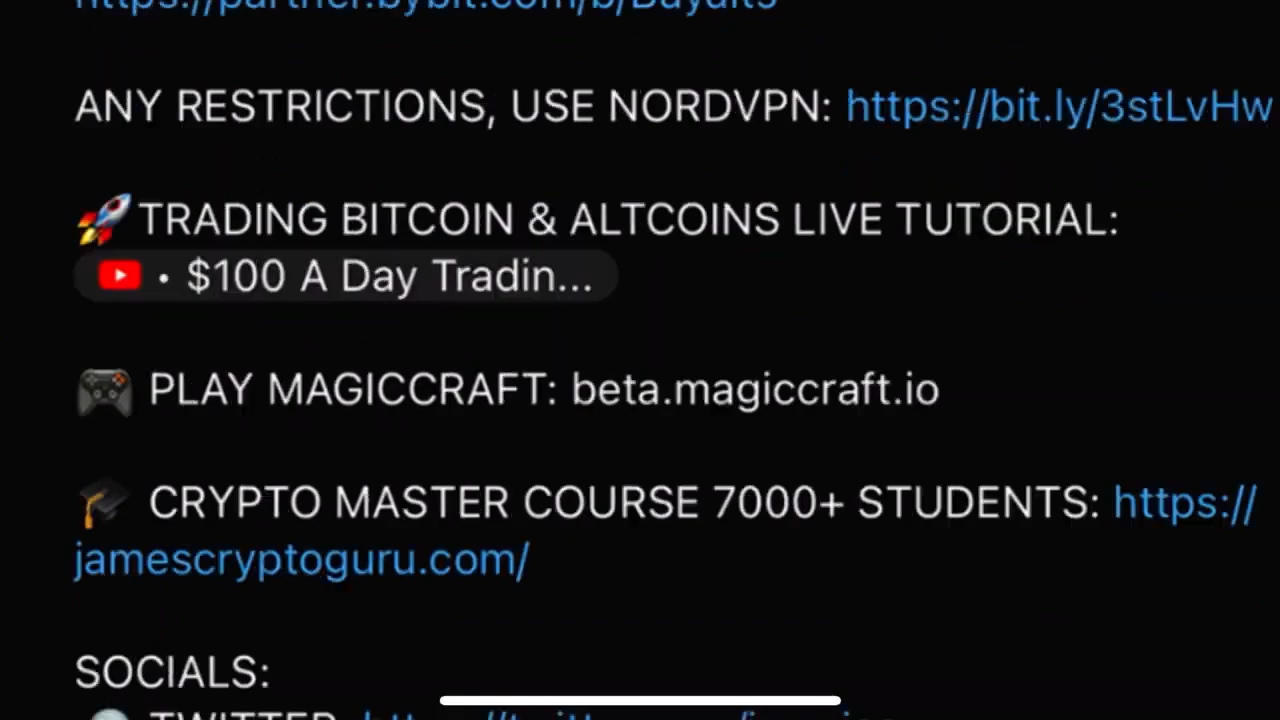 ANY RESTRICTIONS, USE NORDVPN: https://bit.ly/3stLvHw
🚀TRADING BITCOIN & ALTCOINS LIVE TUTORIAL:
• $100 A Day Tradin...
🎮 PLAY MAGICCRAFT: beta.magiccraft.io
🎓 CRYPTO MASTER COURSE 7000+ STUDENTS: https://
jamescryptoguru.com/
SOCIALS:
TWITTER: